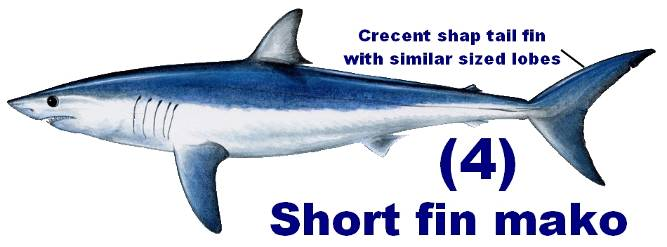 Crecent shap tail fin
with similar sized lobes
(4)
Short fin mako